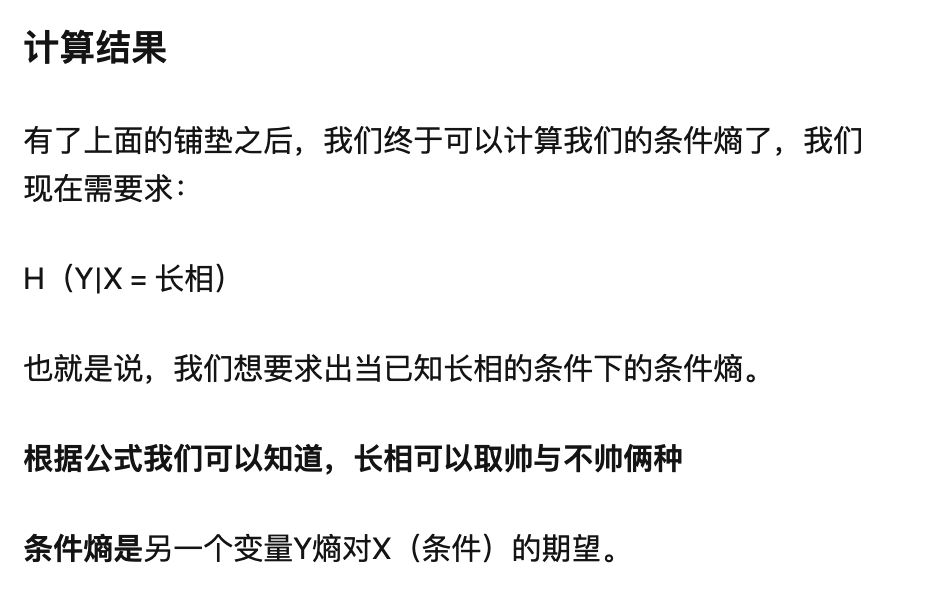 计算结果
有了上面的铺垫之后，我们终于可以计算我们的条件熵了，我们
现在需要求：
H（Y|X = 长相）
也就是说，我们想要求出当已知长相的条件下的条件熵。
根据公式我们可以知道，长相可以取帅与不帅俩种
条件熵是另一个变量Y熵对X（条件）的期望。